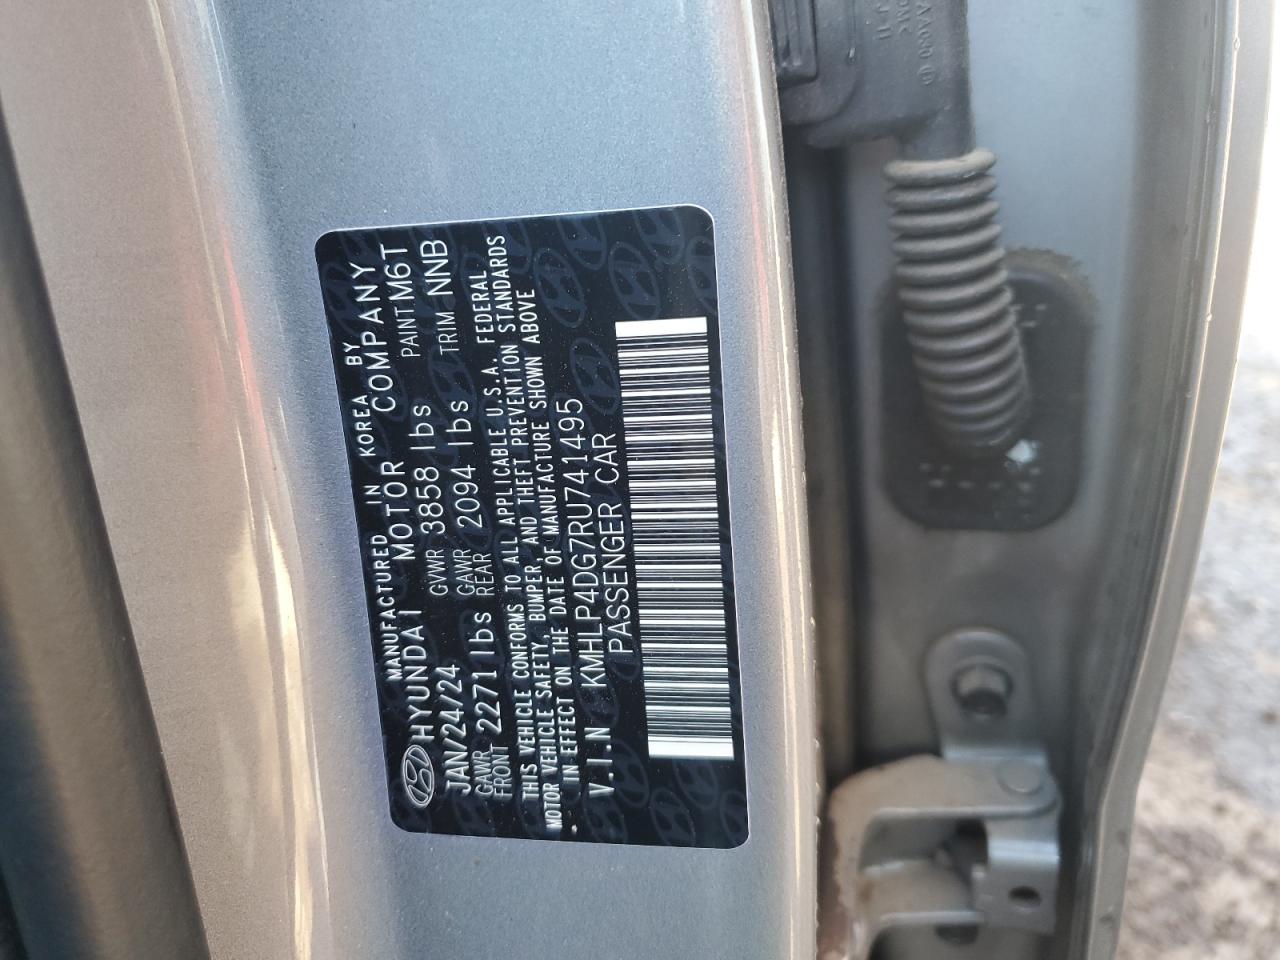 MANUFACTURED IN KOREA BY
HYUNDAI MOTOR COMPANY
JAN/24/24 GVWR 3858 lbs PAINT M6T
GAWR FRONT 2271 lbs GAWR REAR 2094 lbs TRIM NNB
THIS VEHICLE CONFORMS TO ALL APPLICABLE U.S.A. FEDERAL
MOTOR VEHICLE SAFETY, BUMPER, AND THEFT PREVENTION STANDARDS
IN EFFECT ON THE DATE OF MANUFACTURE SHOWN ABOVE
V.I.N KMHLP4DG7RU741495
PASSENGER CAR